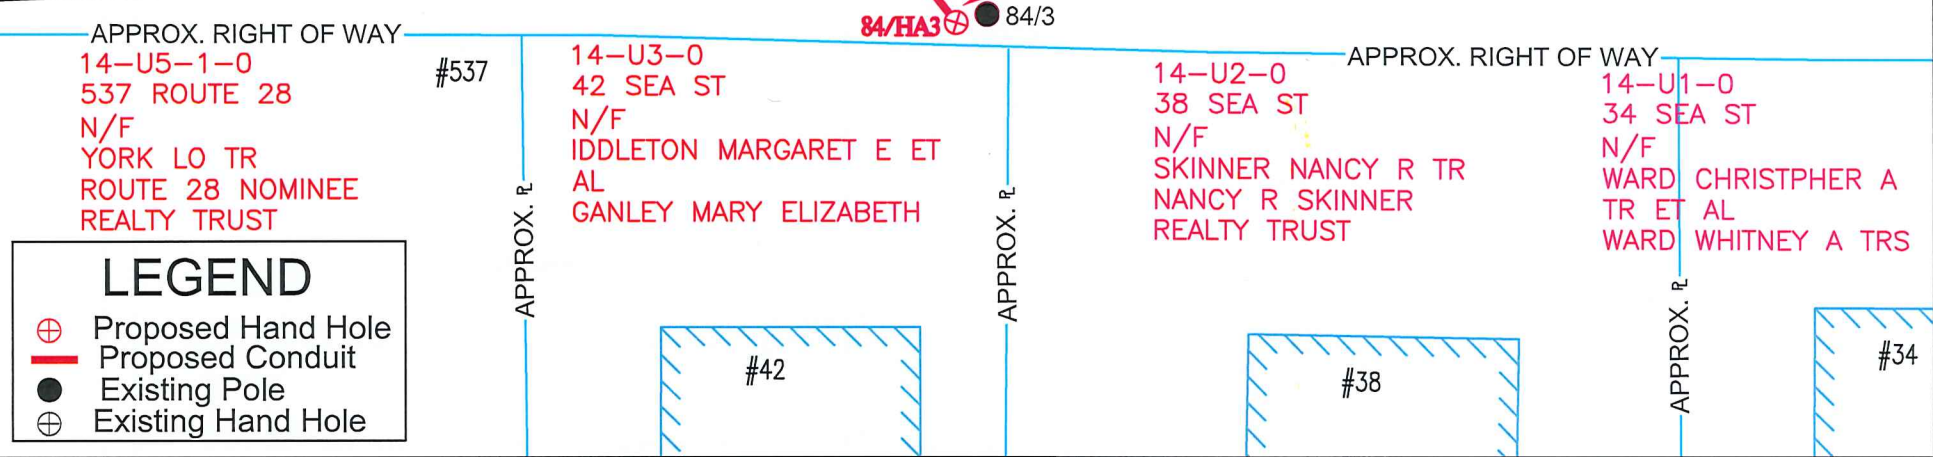 84/HA3 84/3
APPROX. RIGHT OF WAY
APPROX. RIGHT OF WAY
14-U5-1-0
537 ROUTE 28
N/F
YORK LO TR
ROUTE 28 NOMINEE
REALTY TRUST
#537
14-U3-0
42 SEA ST
N/F
IDDLETON MARGARET E ET
AL
GANLEY MARY ELIZABETH
14-U2-0
38 SEA ST
N/F
SKINNER NANCY R TR
NANCY R SKINNER
REALTY TRUST
14-U1-0
34 SEA ST
N/F
WARD CHRISTPHER A
TR ET AL
WARD WHITNEY A TRS
APPROX. PL
APPROX. PL
APPROX. PL
LEGEND
Proposed Hand Hole
Proposed Conduit
Existing Pole
Existing Hand Hole
#42
#38
#34